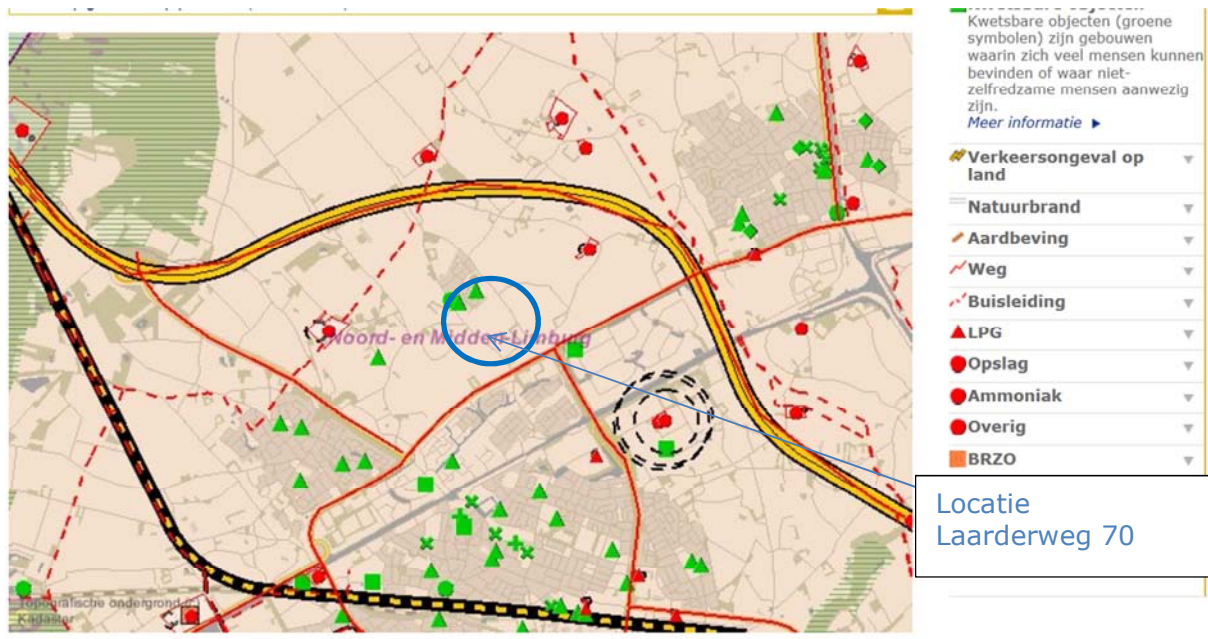 Kwetsbare objecten (groene
symbolen) zijn gebouwen
waarin zich veel mensen kunnen
bevinden of waar niet-
zelfredzame mensen aanwezig
zijn.
Meer informatie
Verkeersongeval op
land
Natuurbrand
Aardbeving
Weg
Buisleiding
LPG
Opslag
Ammoniak
Overig
BRZO
Noord- en Midden-Limburg
Locatie
Laarderweg 70
Topografische ondergrond (c)
Kadaster